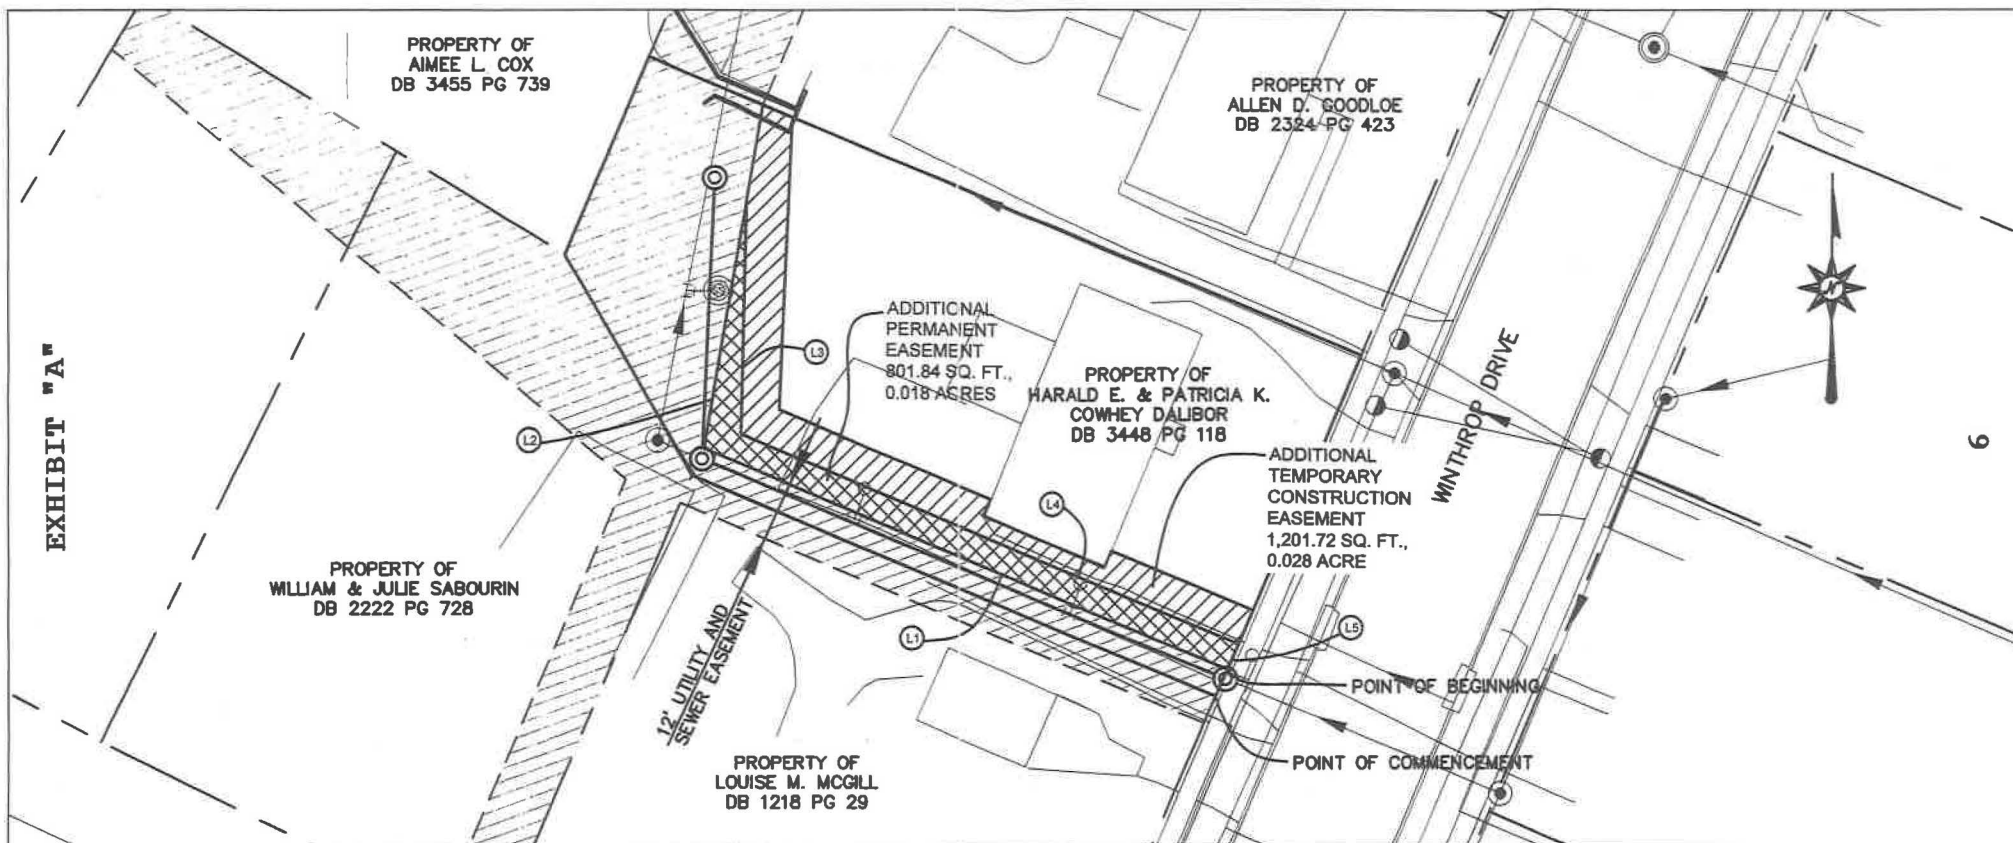 EXHIBIT "A"
PROPERTY OF
AIMEE L. COX
DB 3455 PG 739
PROPERTY OF
ALLEN D. GOODLOE
DB 2324 PG 423
ADDITIONAL
PERMANENT
EASEMENT
801.84 SQ. FT.,
0.018 ACRES
L3
PROPERTY OF
HARALD E. & PATRICIA K.
COWHEY DALIBOR
DB 3448 PG 118
WINTHROP DRIVE
N
6
L2
ADDITIONAL
TEMPORARY
CONSTRUCTION
EASEMENT
1,201.72 SQ. FT.,
0.028 ACRE
L4
PROPERTY OF
WILLIAM & JULIE SABOURIN
DB 2222 PG 728
12' UTILITY AND
SEWER EASEMENT
L1
L5
POINT OF BEGINNING
POINT OF COMMENCEMENT
PROPERTY OF
LOUISE M. MCGILL
DB 1218 PG 29